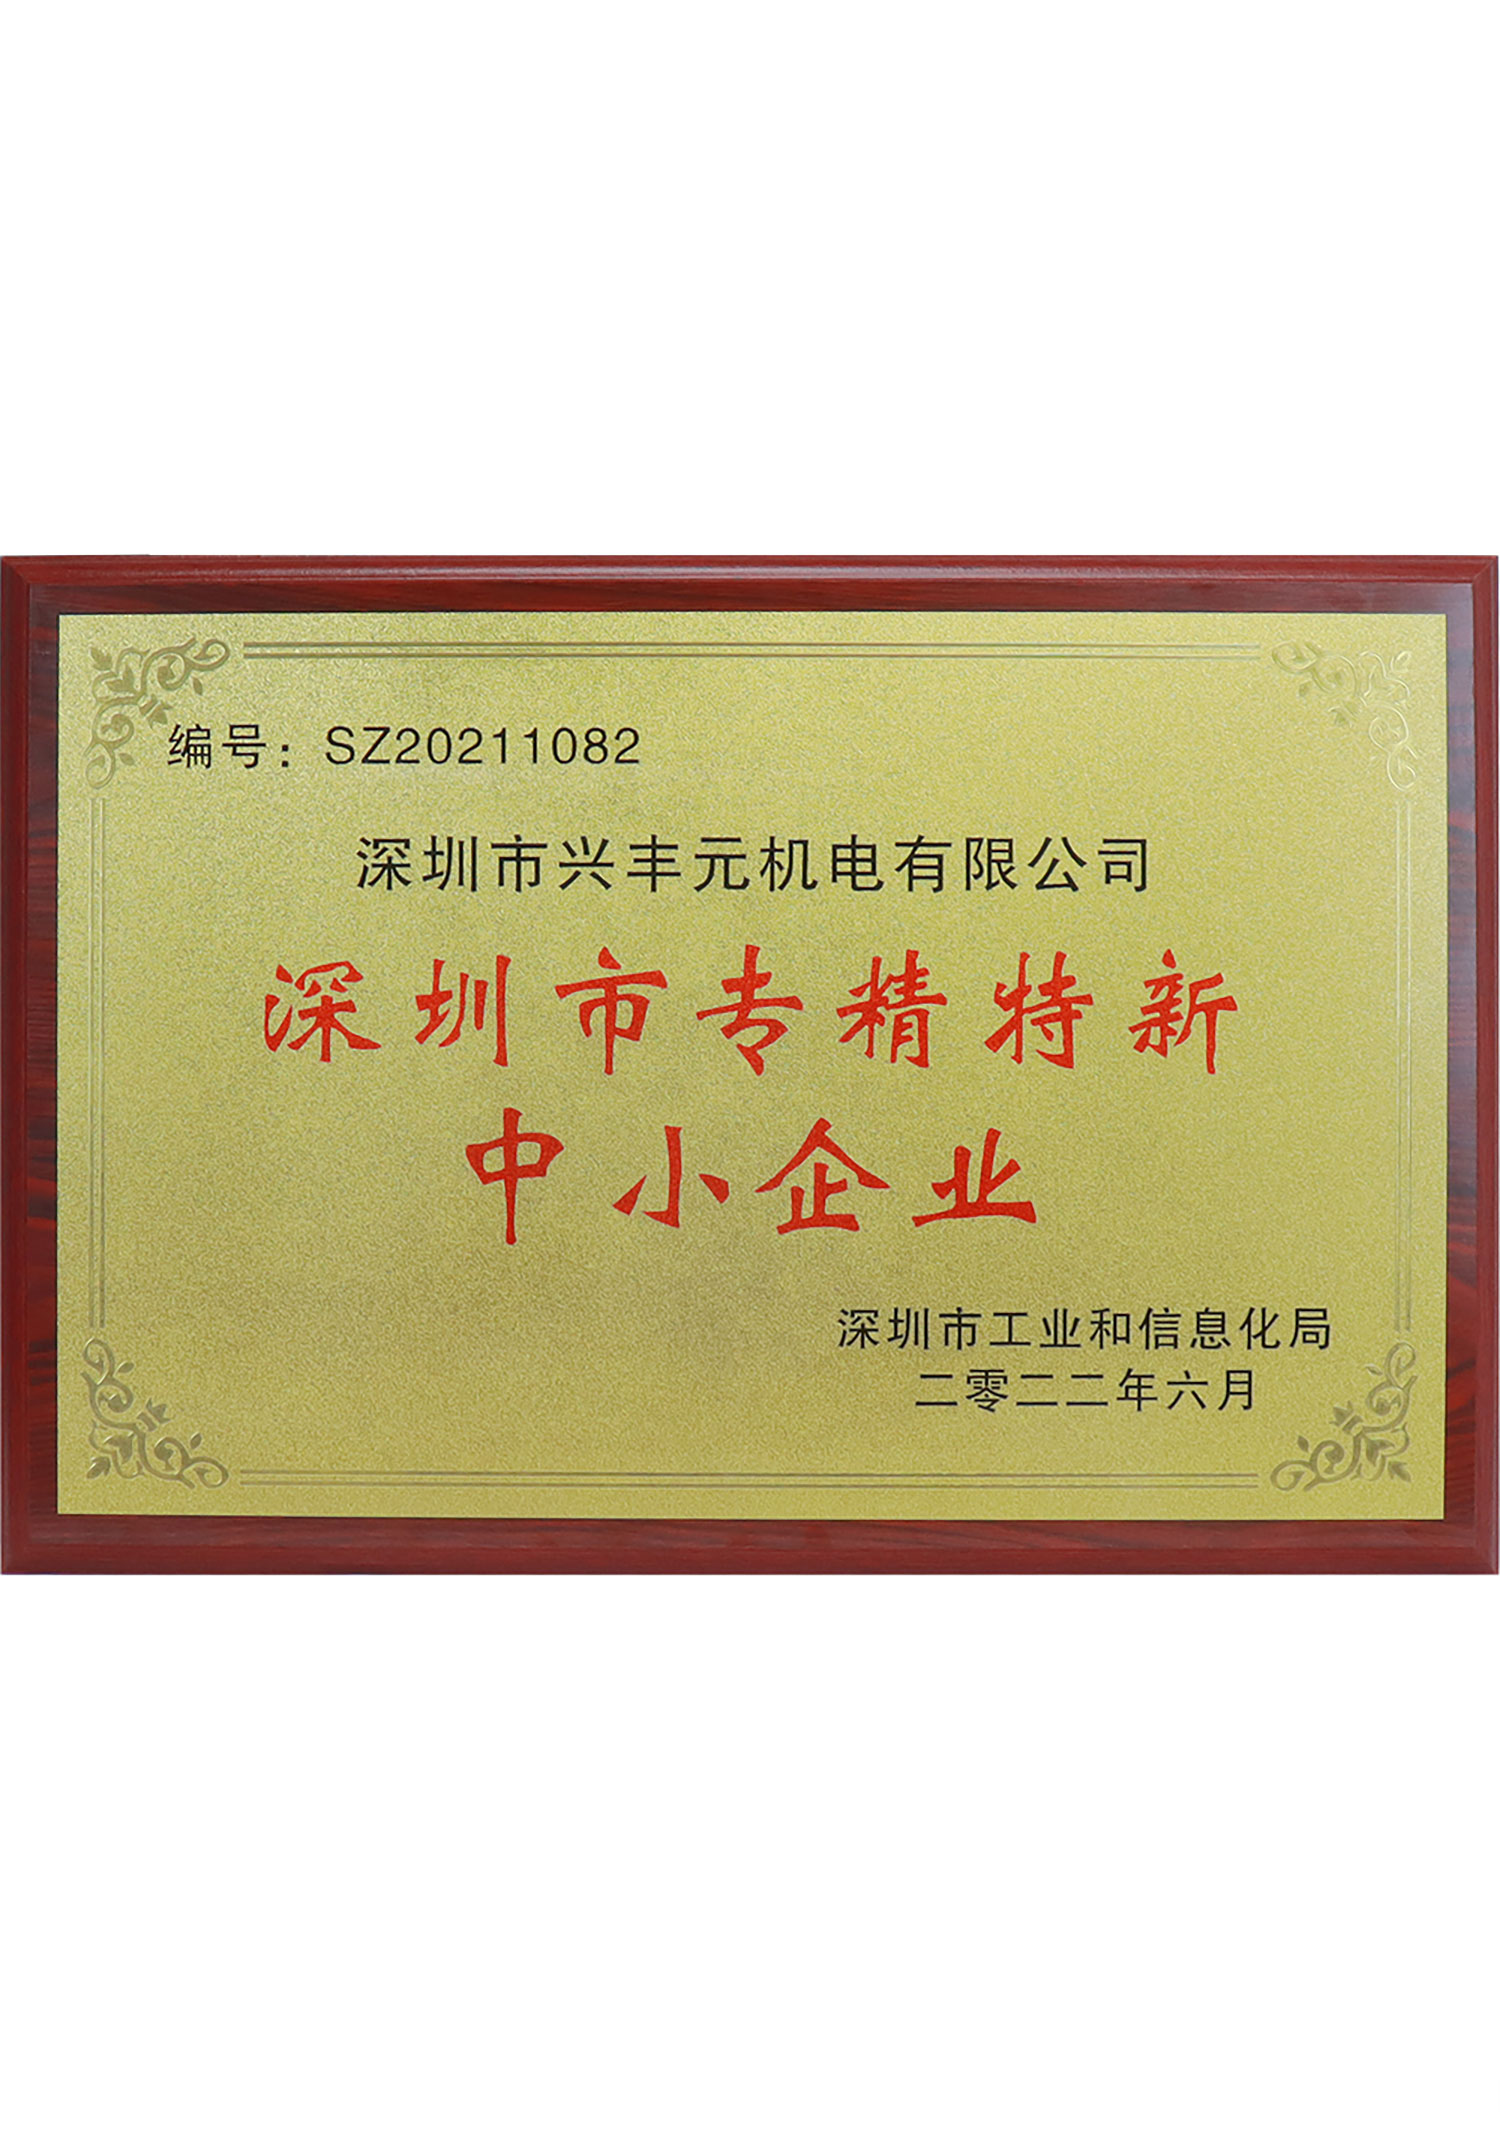 编号：SZ20211082
深圳市兴丰元机电有限公司
深圳市专精特新
中小企业
深圳市工业和信息化局
二零二二年六月